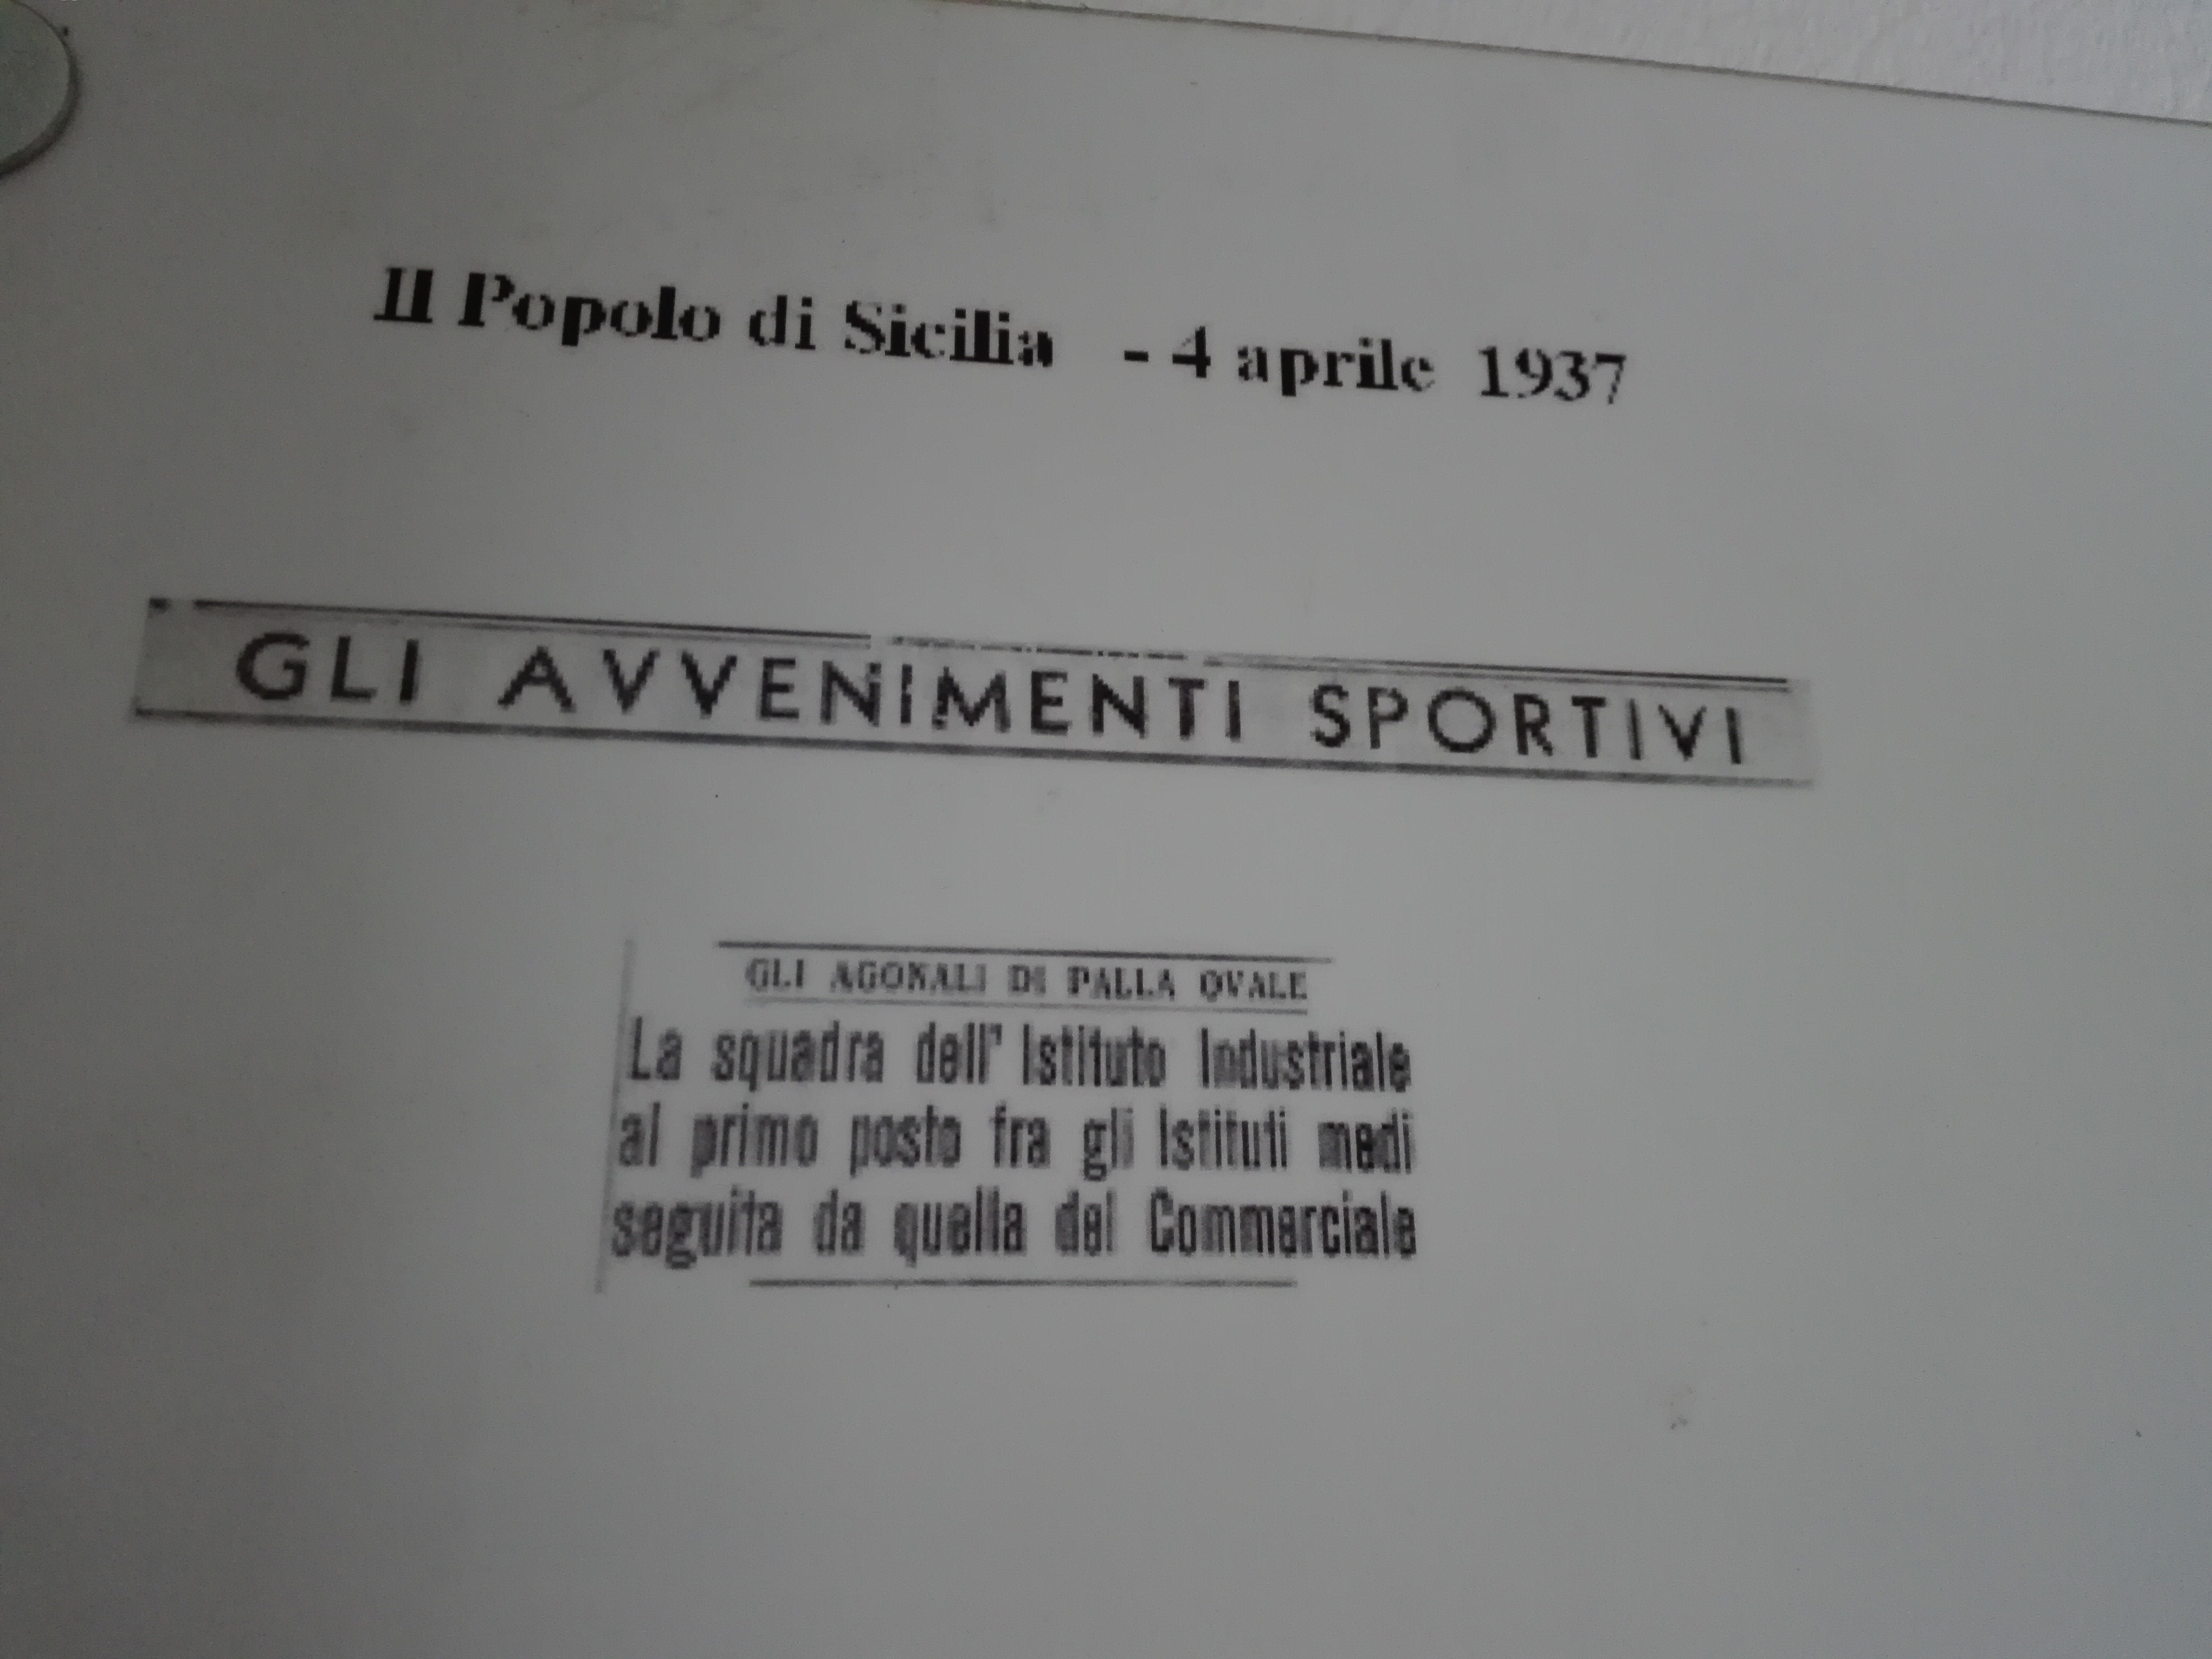 Il Popolo di Sicilia - 4 aprile 1937
GLI AVVENIMENTI SPORTIVI
GLI AGONALI DI PALLA OVALE
La squadra dell' Istituto Industriale
al primo posto fra gli Istituti medi
seguita da quella del Commerciale